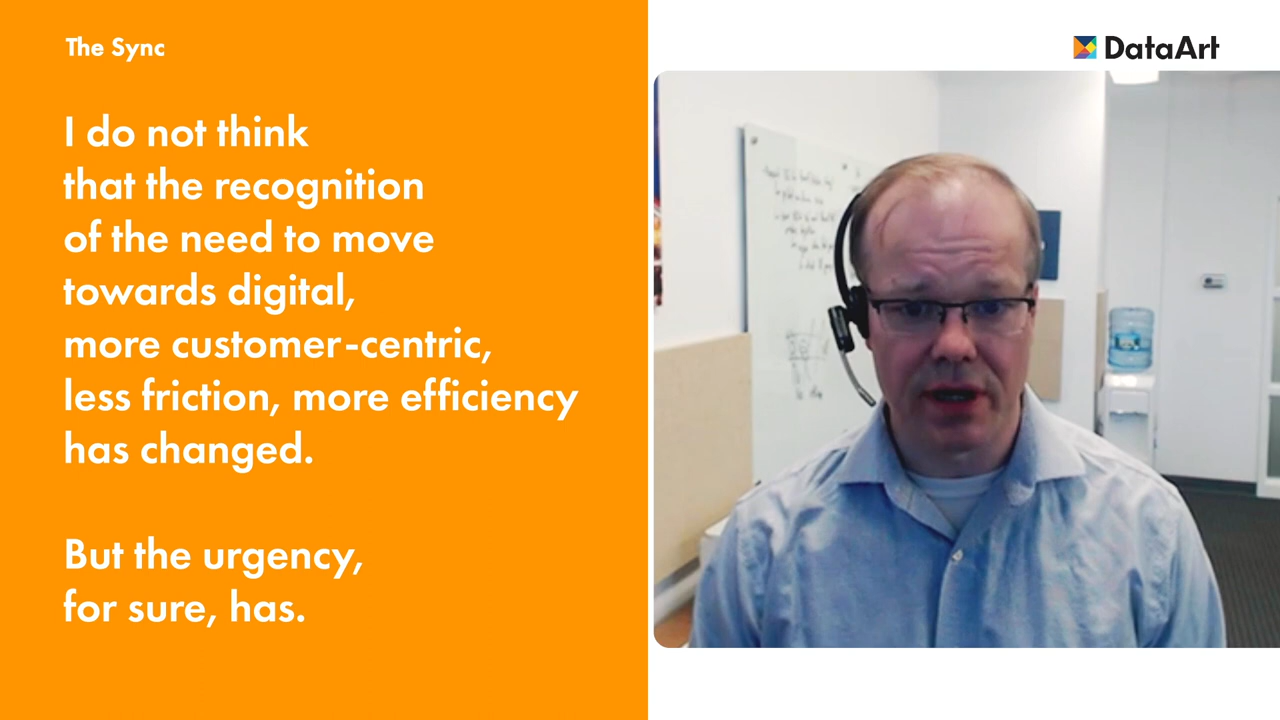 The Sync
DataArt
I do not think
that the recognition
of the need to move
towards digital,
more customer-centric,
less friction, more efficiency
has changed.
But the urgency,
for sure, has.